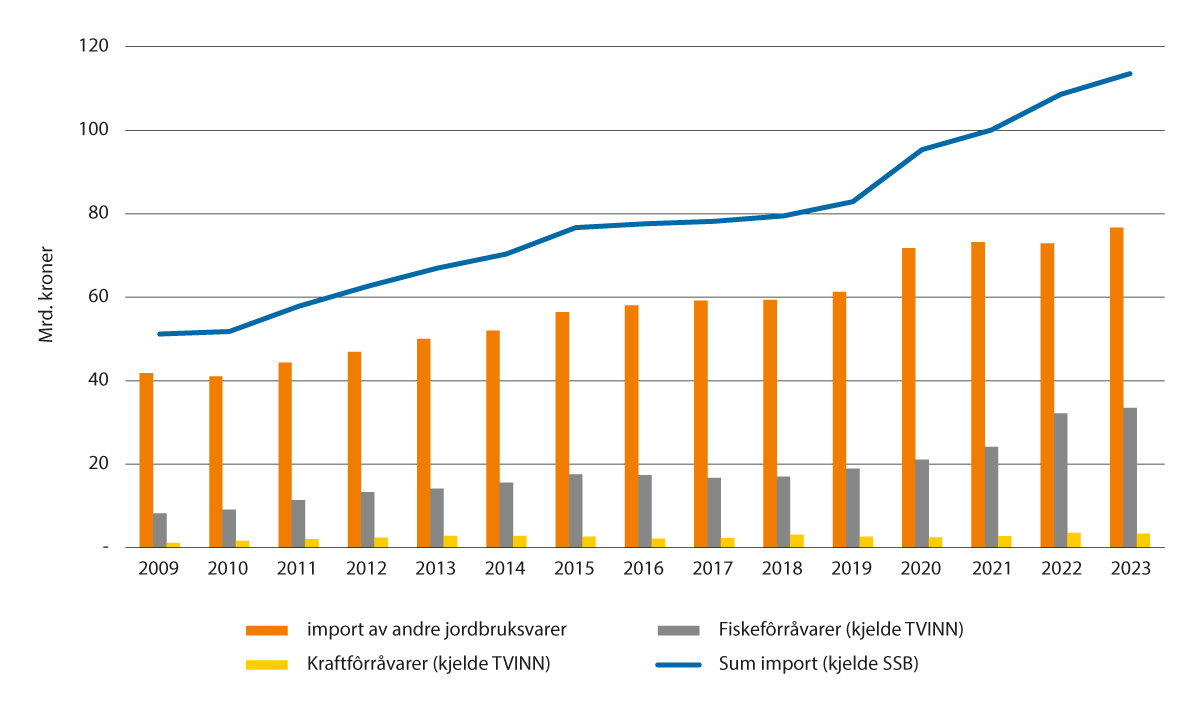 120
100
80
60
40
20
-
Mrd. kroner
2009 2010 2011 2012 2013 2014 2015 2016 2017 2018 2019 2020 2021 2022 2023
import av andre jordbruksvarer
Fiskefôrråvarer (kjelde TVINN)
Kraftfôrråvarer (kjelde TVINN)
Sum import (kjelde SSB)